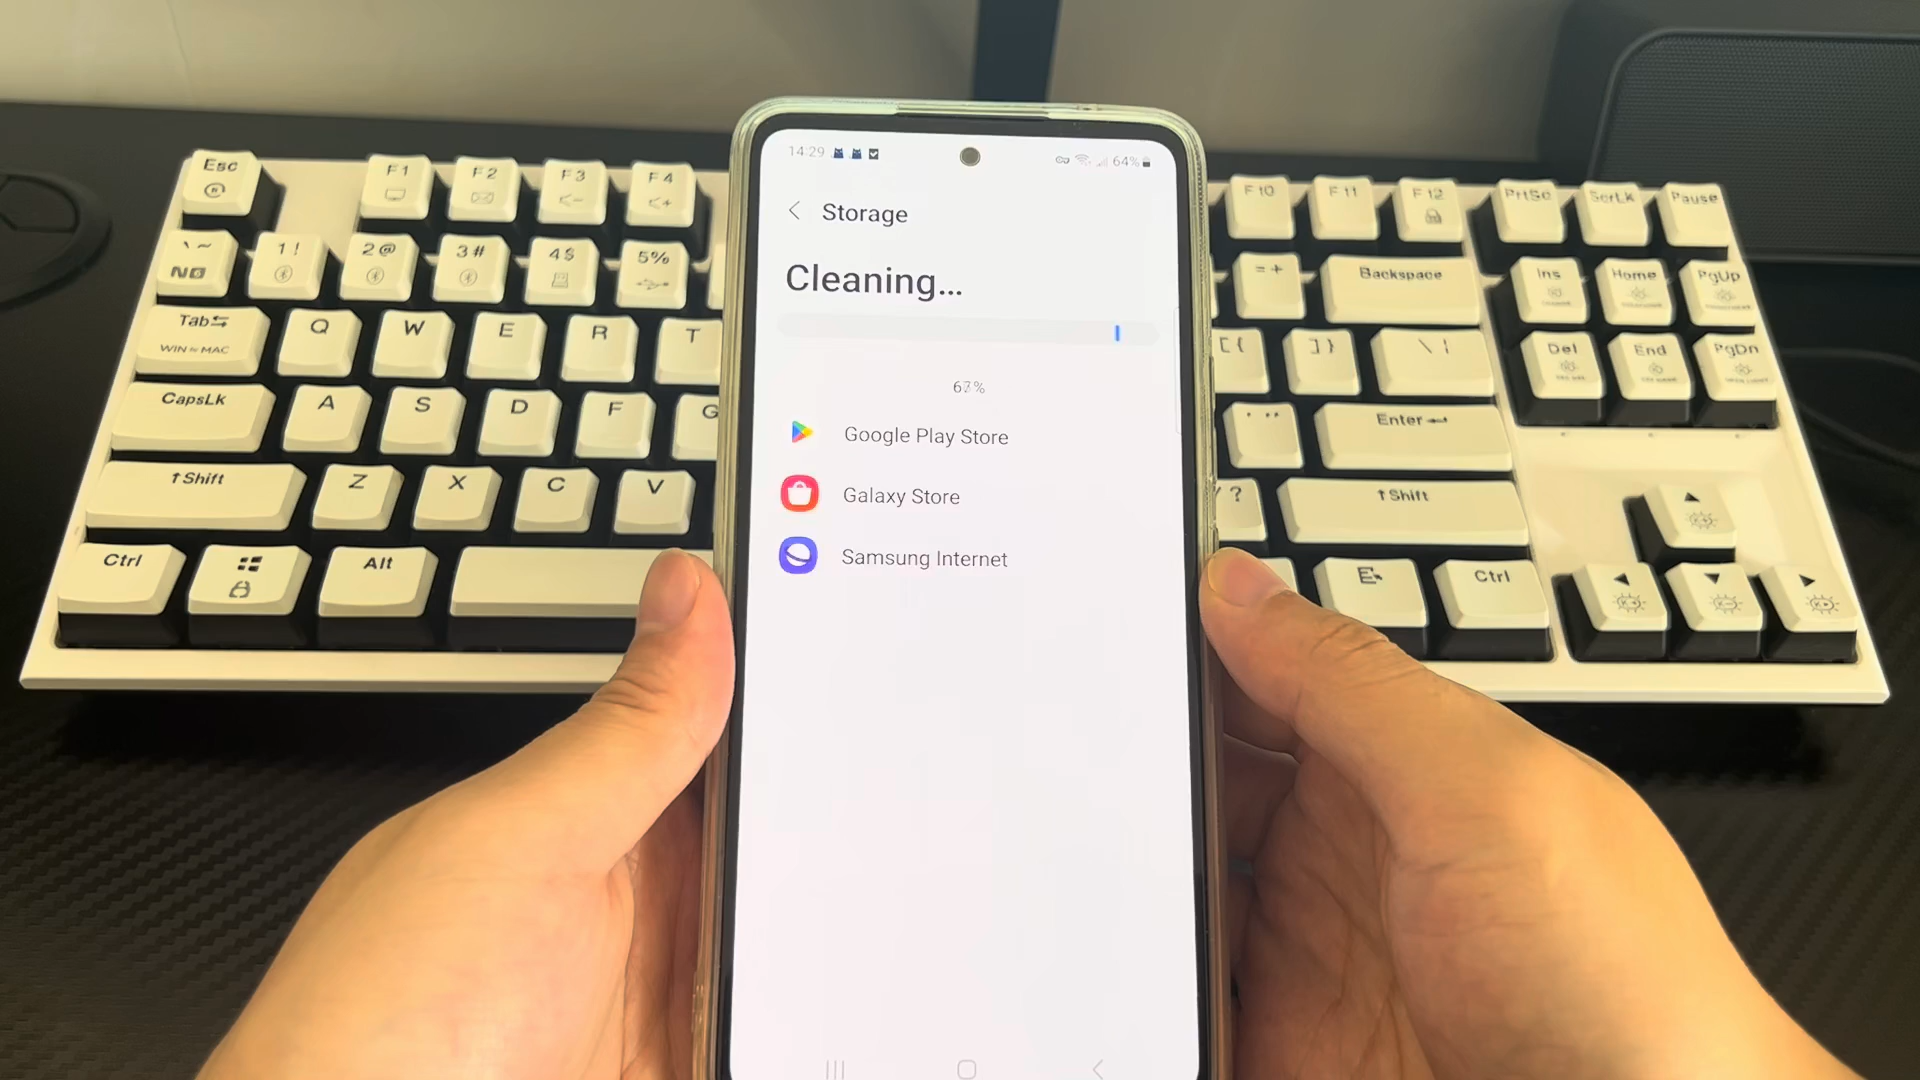 14:29
64%
Storage
Cleaning...
Google Play Store
Galaxy Store
Samsung Internet
Esc
F1 F2 F3 F4
F10 F11 F12 PrtSc ScrLk Pause
` ~ 1 ! 2 @ 3 # 4 $ 5 %
= + Backspace Ins Home PgUp
Tab Q W E R T
WIN MAC
[ { ] } \ | Del End PgDn
CapsLk A S D F G
' " Enter
↑Shift Z X C V
/ ? ↑Shift
Ctrl Alt
Ctrl